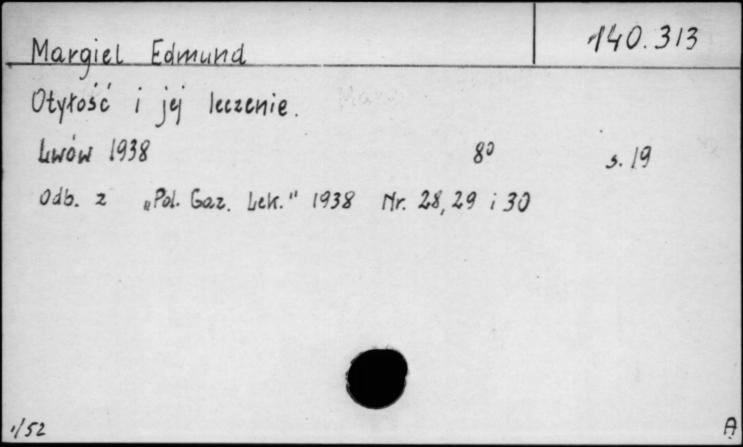 140.313
Margiel Edmund
Otyłość i jej leczenie.
Lwów 1938 8° s. 19
Odb. z „Pol. Gaz. Lek." 1938 Nr. 28, 29 i 30
1/52 A